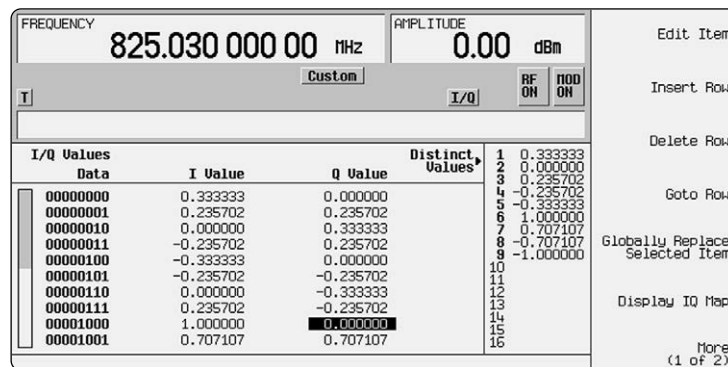 FREQUENCY
825.030 000 00 MHz
AMPLITUDE
0.00 dBm
Custom
T
I/Q
RF ON
MOD ON
I/Q Values
Distinct Values
Data I Value Q Value
00000000 0.333333 0.000000
00000001 0.235702 0.235702
00000010 0.000000 0.333333
00000011 -0.235702 0.235702
00000100 -0.333333 0.000000
00000101 -0.235702 -0.235702
00000110 0.000000 -0.333333
00000111 0.235702 -0.235702
00001000 1.000000 0.000000
00001001 0.707107 0.707107
1 0.333333
2 0.000000
3 0.235702
4 -0.235702
5 -0.333333
6 1.000000
7 0.707107
8 -0.707107
9 -1.000000
10
11
12
13
14
15
16
Edit Item
Insert Row
Delete Row
Goto Row
Globally Replace
Selected Item
Display IQ Map
More
(1 of 2)